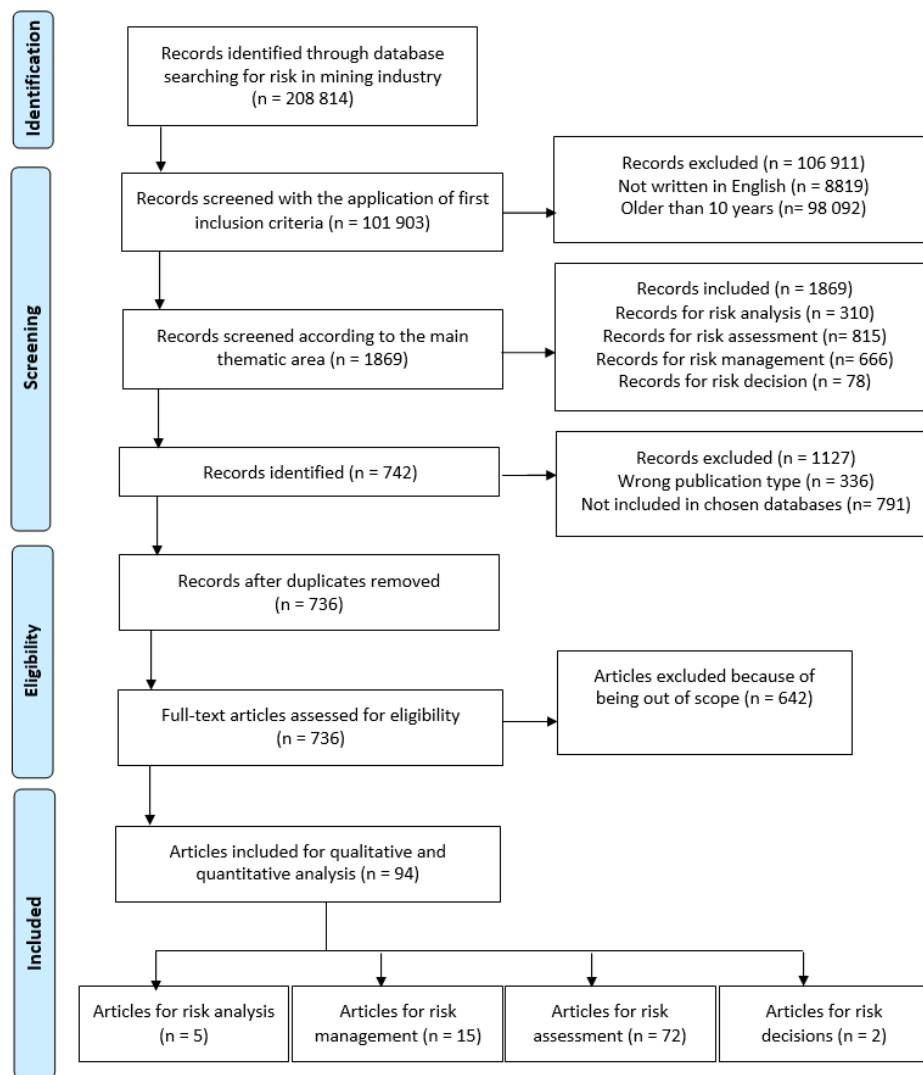 Identification
Records identified through database
searching for risk in mining industry
(n = 208 814)
Screening
Records screened with the application of first
inclusion criteria (n = 101 903)
Records excluded (n = 106 911)
Not written in English (n = 8819)
Older than 10 years (n= 98 092)
Records screened according to the main
thematic area (n = 1869)
Records included (n = 1869)
Records for risk analysis (n = 310)
Records for risk assessment (n= 815)
Records for risk management (n= 666)
Records for risk decision (n = 78)
Records identified (n = 742)
Records excluded (n = 1127)
Wrong publication type (n = 336)
Not included in chosen databases (n= 791)
Eligibility
Records after duplicates removed
(n = 736)
Full-text articles assessed for eligibility
(n = 736)
Articles excluded because of
being out of scope (n = 642)
Included
Articles included for qualitative and
quantitative analysis (n = 94)
Articles for risk analysis
(n = 5)
Articles for risk
management (n = 15)
Articles for risk
assessment (n = 72)
Articles for risk
decisions (n = 2)